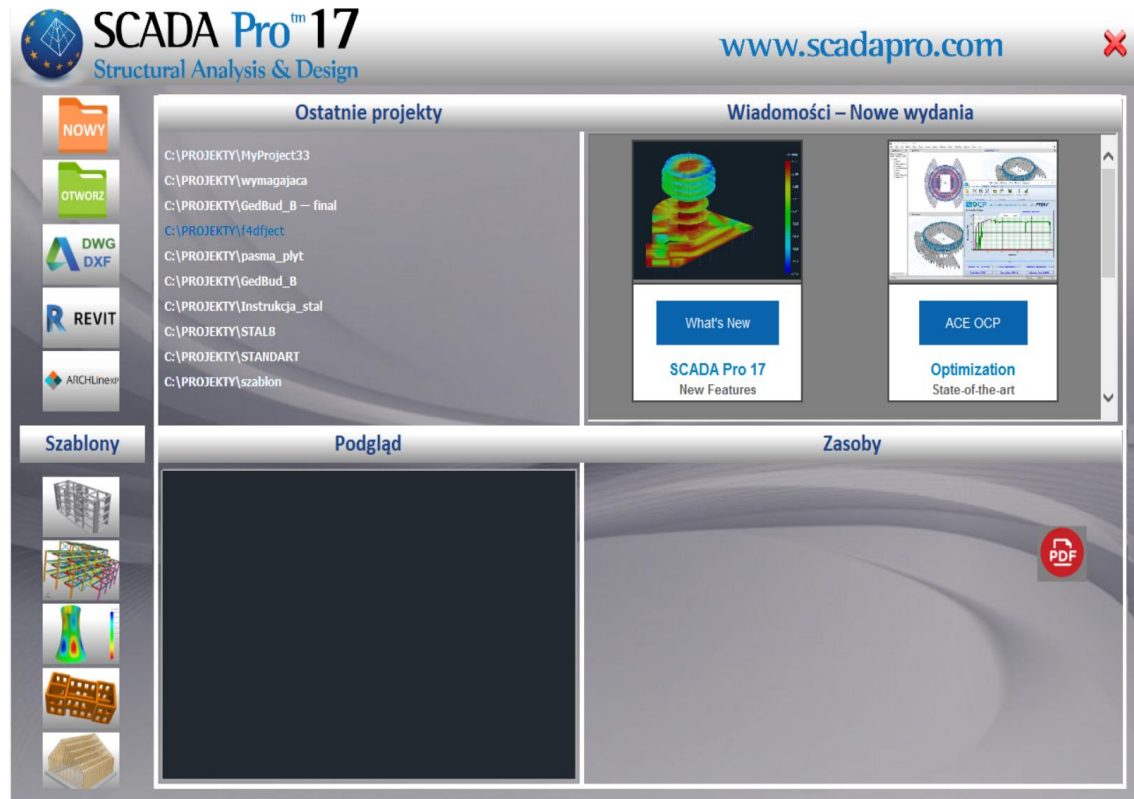 SCADA Pro™ 17
Structural Analysis & Design
www.scadapro.com
NOWY
OTWORZ
DWG
DXF
REVIT
ARCHLineXP
Ostatnie projekty
C:\PROJEKTY\MyProject33
C:\PROJEKTY\wymagajaca
C:\PROJEKTY\GedBud_B — final
C:\PROJEKTY\f4dfject
C:\PROJEKTY\pasma_plyt
C:\PROJEKTY\GedBud_B
C:\PROJEKTY\Instrukcja_stal
C:\PROJEKTY\STAL8
C:\PROJEKTY\STANDART
C:\PROJEKTY\szablon
Wiadomości – Nowe wydania
What's New
SCADA Pro 17
New Features
OCP
ACE OCP
Optimization
State-of-the-art
Szablony
Podgląd
Zasoby
PDF